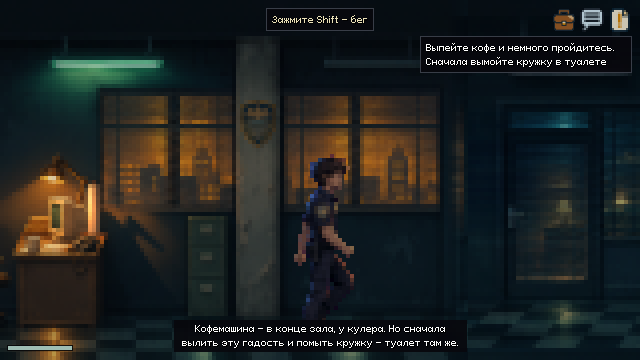 Зажмите Shift – бег
Выпейте кофе и немного пройдитесь.
Сначала вымойте кружку в туалете
Кофемашина – в конце зала, у кулера. Но сначала
вылить эту гадость и помыть кружку – туалет там же.